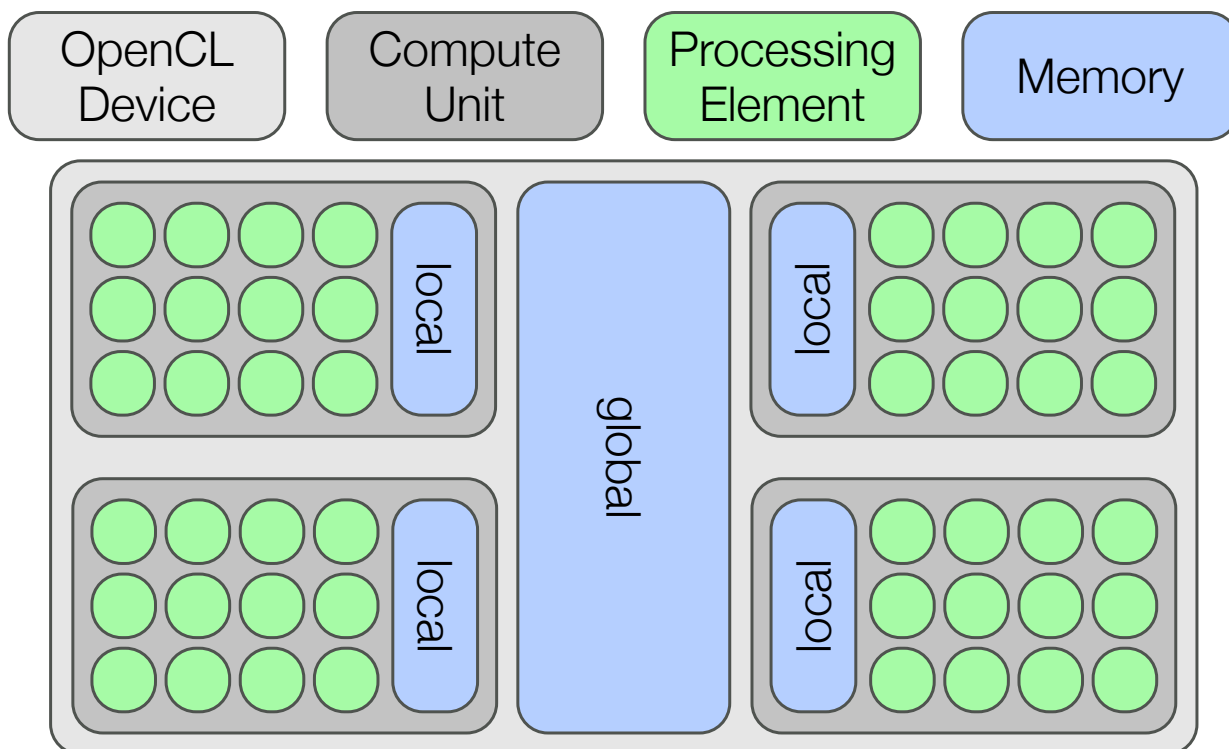 OpenCL
Device
Compute
Unit
Processing
Element
Memory
local
global
local
local
local